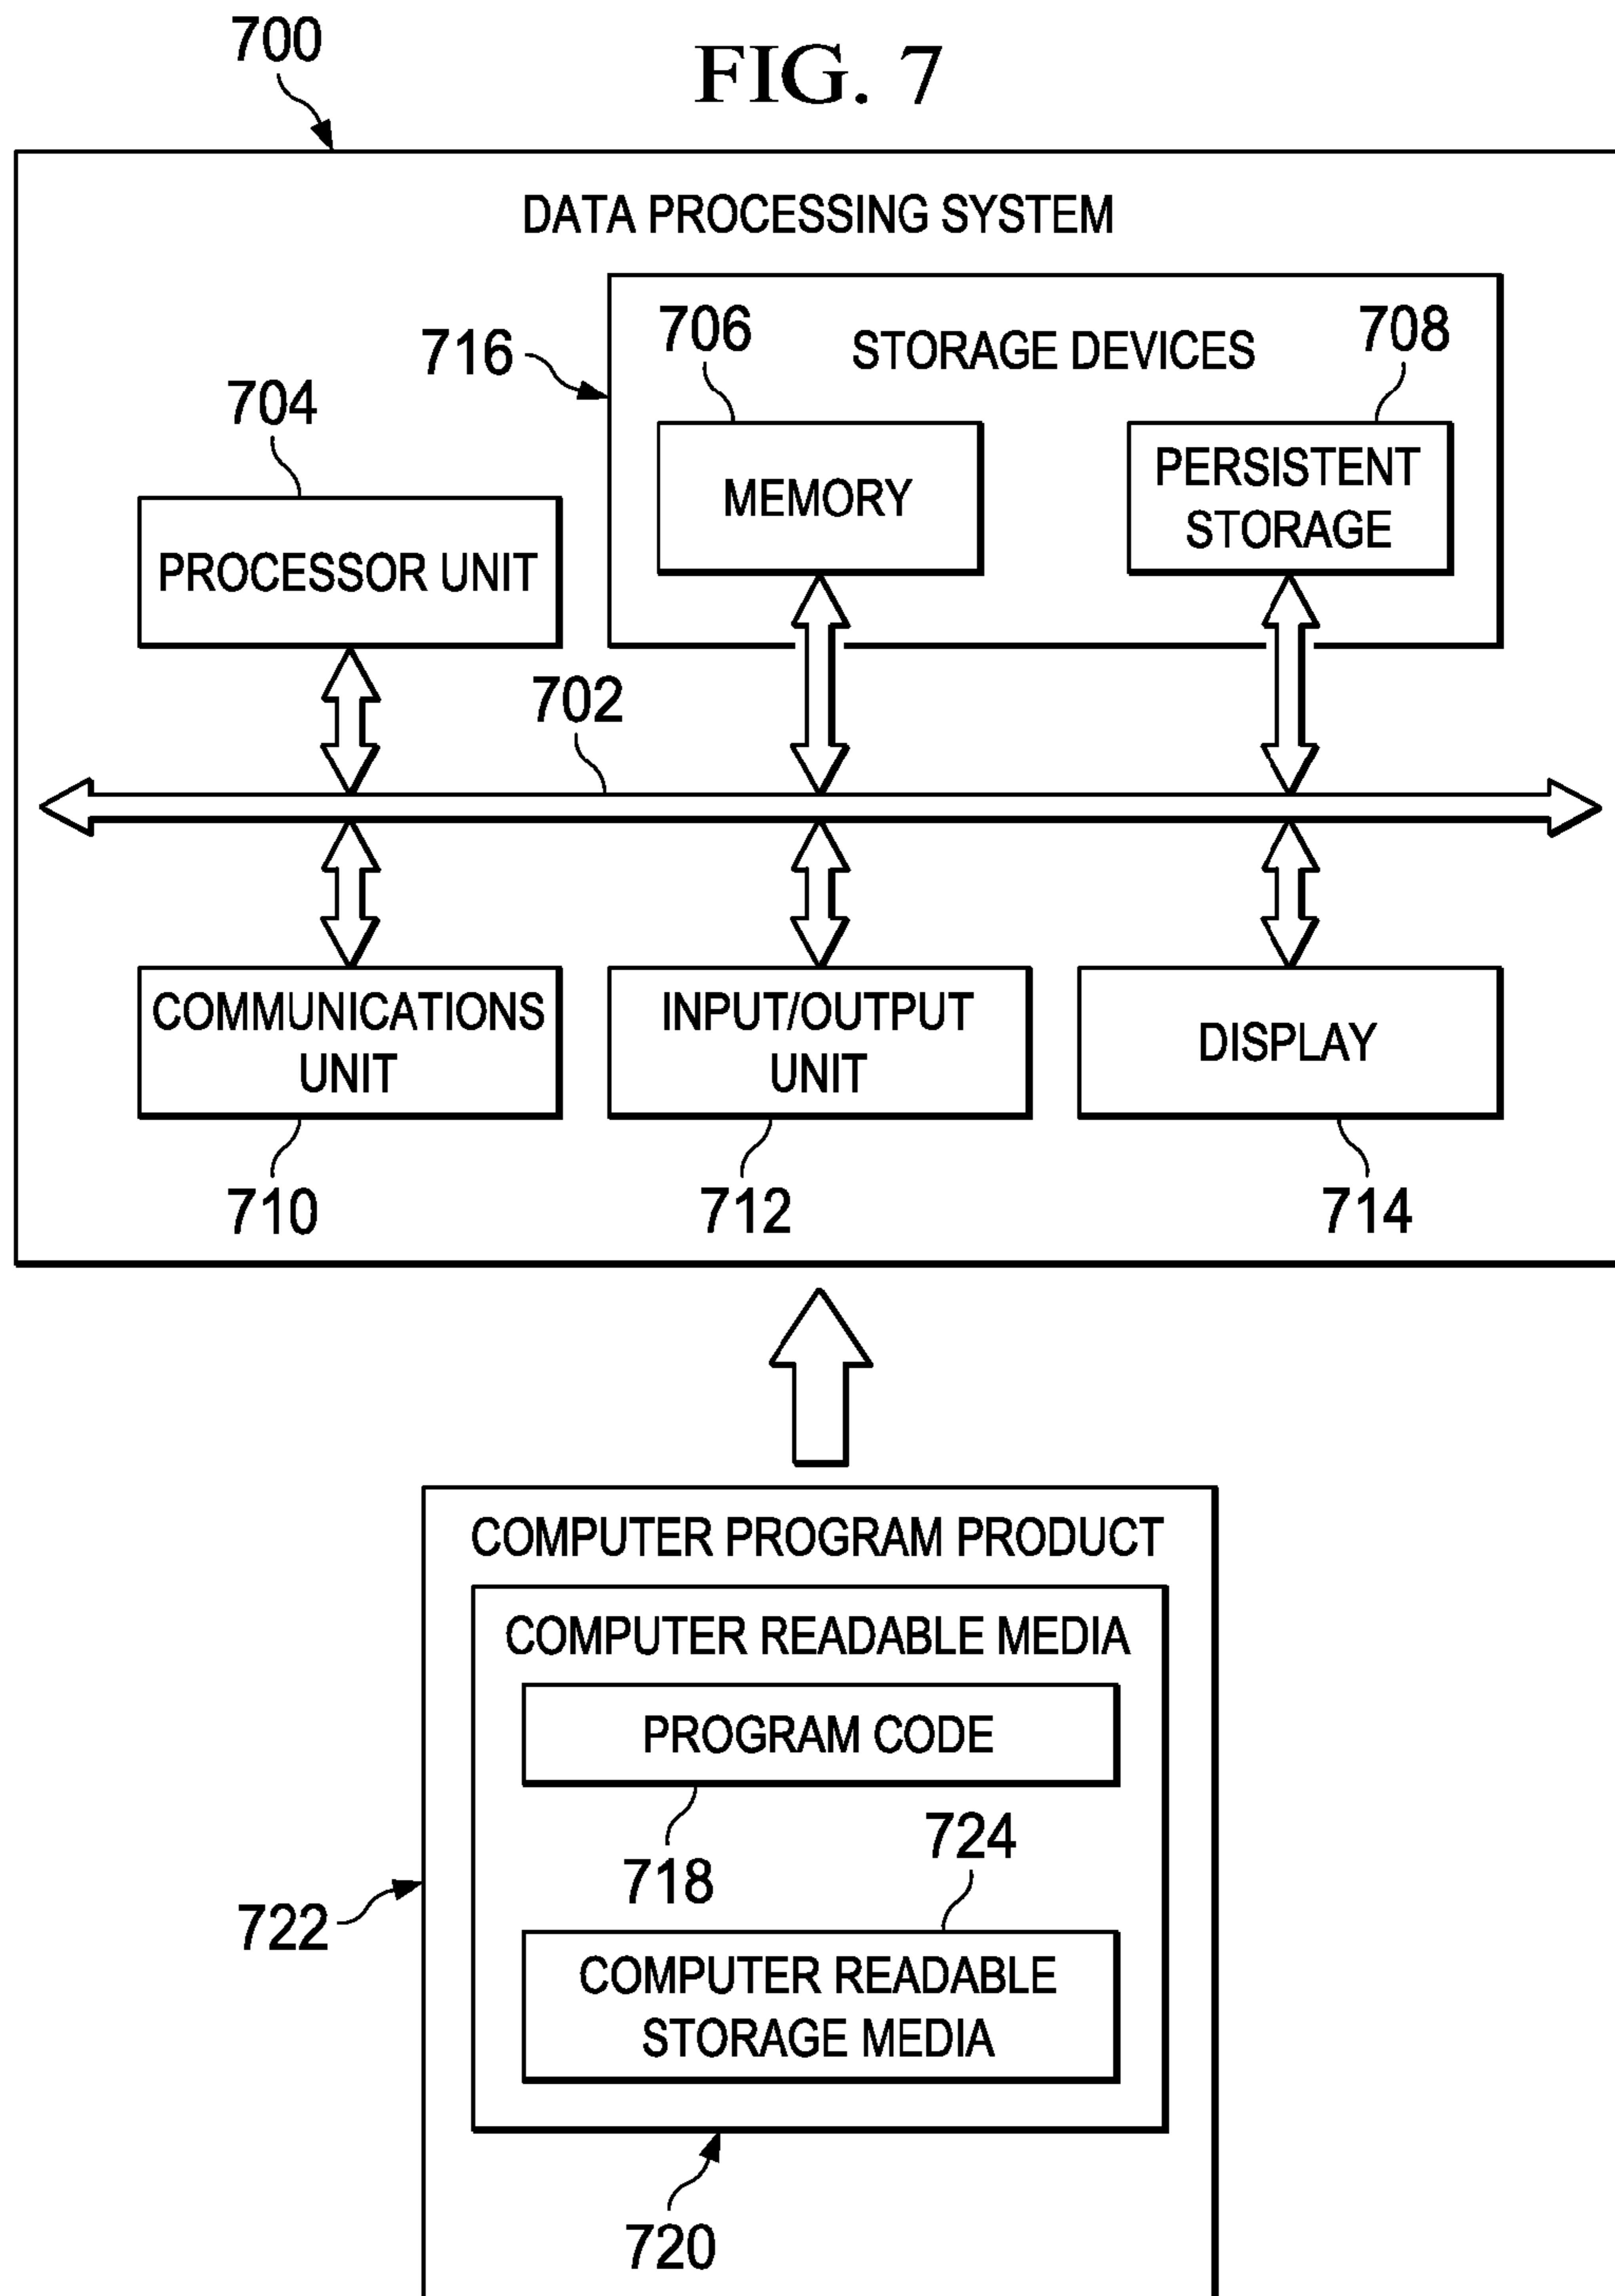 700
FIG. 7
DATA PROCESSING SYSTEM
716
706
STORAGE DEVICES
708
704
MEMORY
PERSISTENT
STORAGE
PROCESSOR UNIT
702
COMMUNICATIONS
UNIT
INPUT/OUTPUT
UNIT
DISPLAY
710
712
714
COMPUTER PROGRAM PRODUCT
COMPUTER READABLE MEDIA
PROGRAM CODE
718
724
722
COMPUTER READABLE
STORAGE MEDIA
720